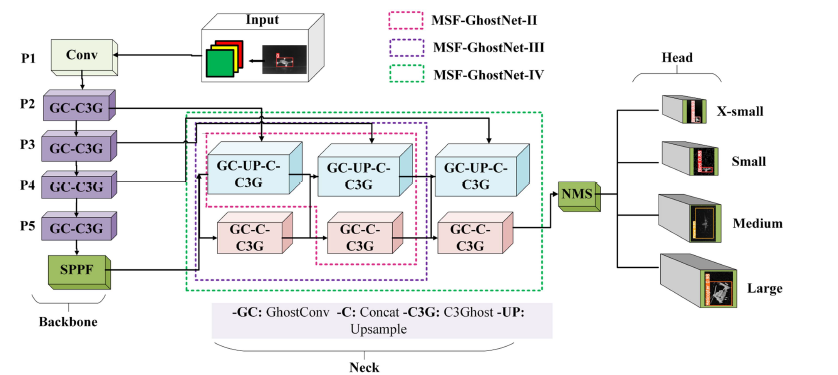 Input
MSF-GhostNet-II
MSF-GhostNet-III
MSF-GhostNet-IV
P1
Conv
P2
GC-C3G
P3
GC-C3G
P4
GC-C3G
P5
GC-C3G
SPPF
Backbone
GC-UP-C-
C3G
GC-UP-C-
C3G
GC-UP-C-
C3G
GC-C-
C3G
GC-C-
C3G
GC-C-
C3G
-GC: GhostConv -C: Concat -C3G: C3Ghost -UP:
Upsample
Neck
NMS
Head
X-small
Small
Medium
Large